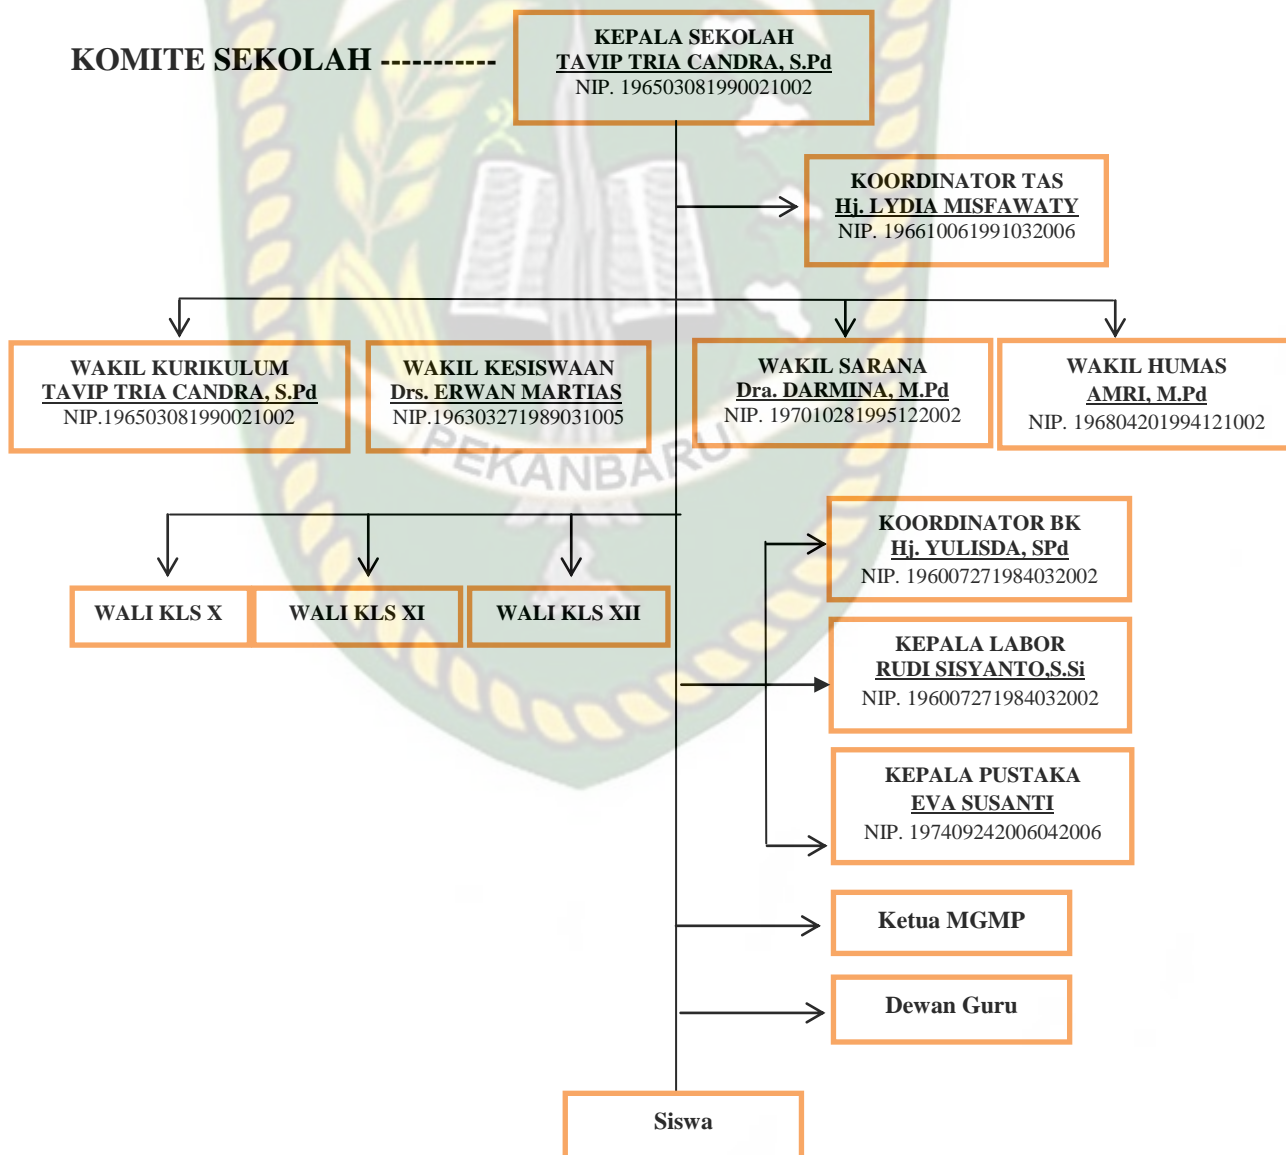 KOMITE SEKOLAH -----------
KEPALA SEKOLAH
TAVIP TRIA CANDRA, S.Pd
NIP. 196503081990021002
KOORDINATOR TAS
Hj. LYDIA MISFAWATY
NIP. 196610061991032006
WAKIL KURIKULUM
TAVIP TRIA CANDRA, S.Pd
NIP.196503081990021002
WAKIL KESISWAAN
Drs. ERWAN MARTIAS
NIP.196303271989031005
WAKIL SARANA
Dra. DARMINA, M.Pd
NIP. 197010281995122002
WAKIL HUMAS
AMRI, M.Pd
NIP. 196804201994121002
PEKANBARU
WALI KLS X
WALI KLS XI
WALI KLS XII
KOORDINATOR BK
Hj. YULISDA, SPd
NIP. 196007271984032002
KEPALA LABOR
RUDI SISYANTO,S.Si
NIP. 196007271984032002
KEPALA PUSTAKA
EVA SUSANTI
NIP. 197409242006042006
Ketua MGMP
Dewan Guru
Siswa